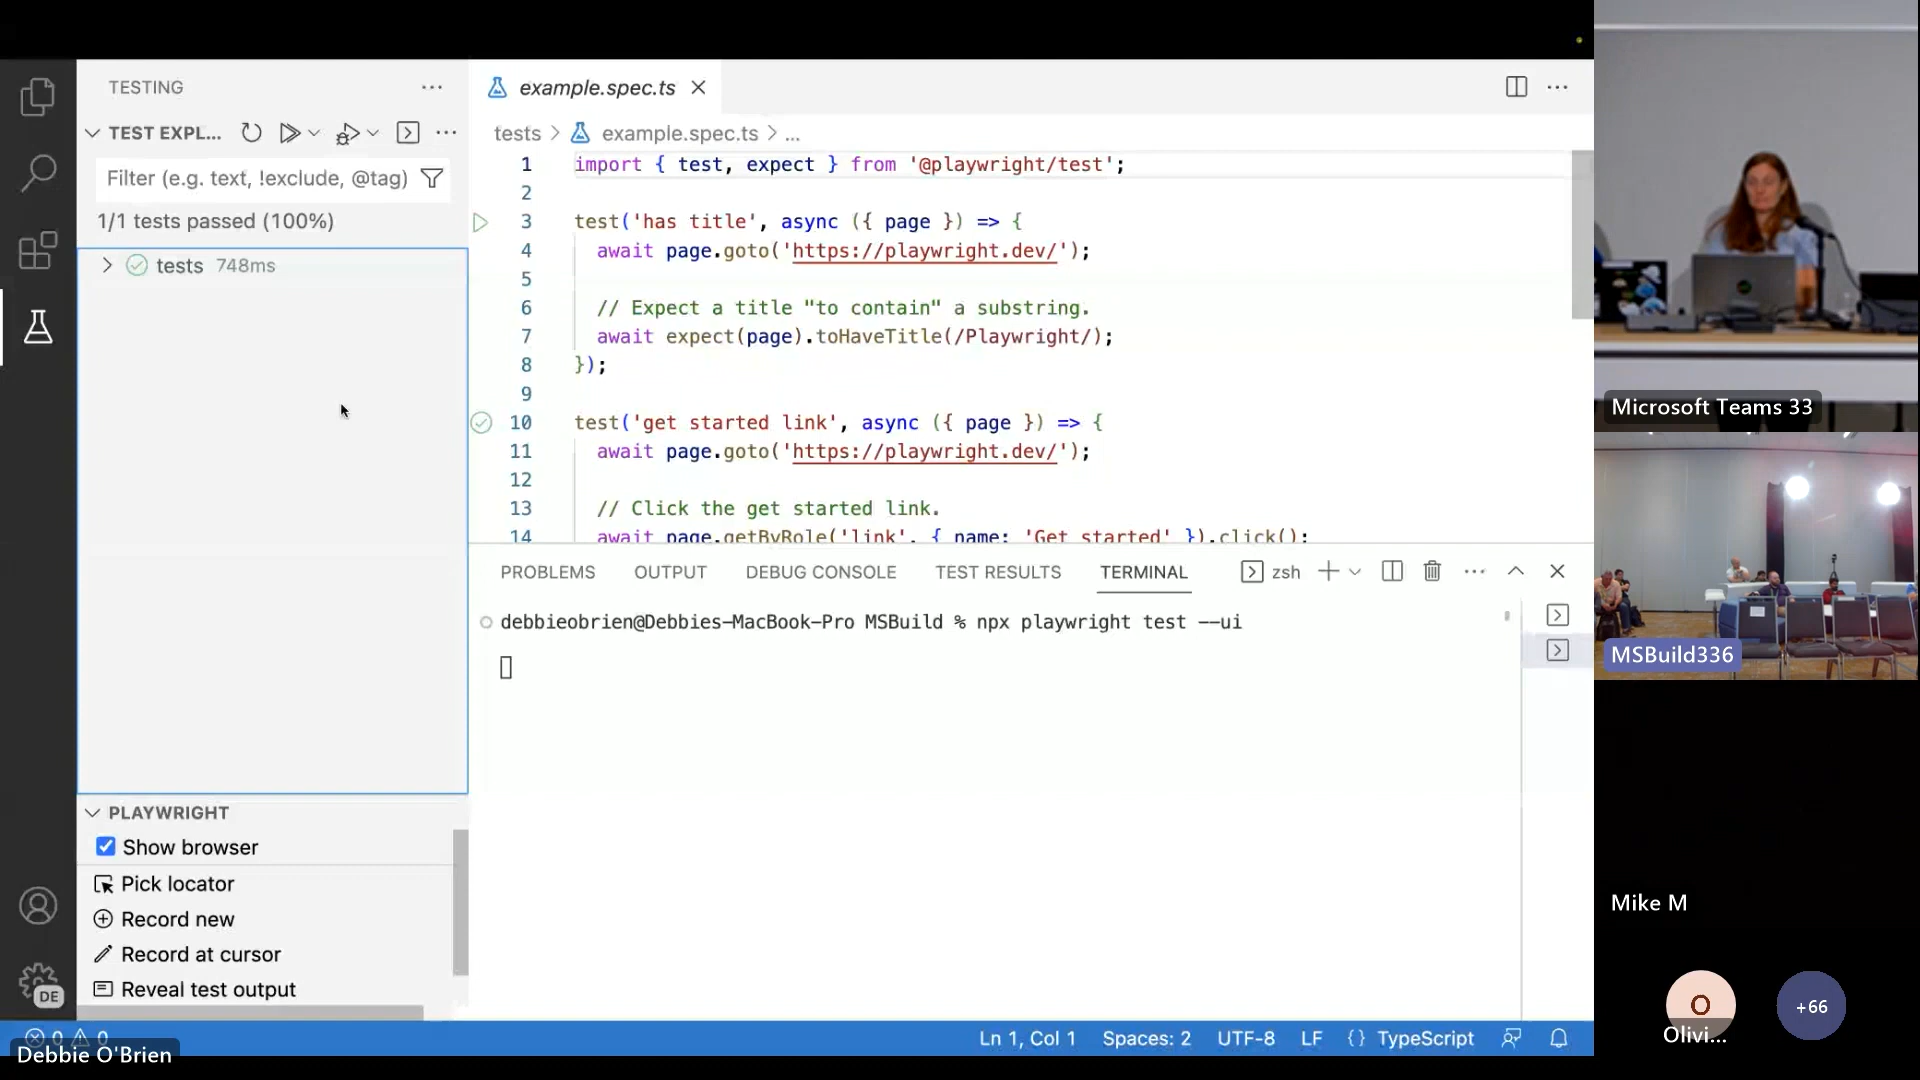 TESTING
TEST EXPL...
Filter (e.g. text, !exclude, @tag)
1/1 tests passed (100%)
tests 748ms
PLAYWRIGHT
Show browser
Pick locator
Record new
Record at cursor
Reveal test output
DE
example.spec.ts
tests > example.spec.ts > ...
1 import { test, expect } from '@playwright/test';
2
3 test('has title', async ({ page }) => {
4 await page.goto('https://playwright.dev/');
5
6 // Expect a title "to contain" a substring.
7 await expect(page).toHaveTitle(/Playwright/);
8 });
9
10 test('get started link', async ({ page }) => {
11 await page.goto('https://playwright.dev/');
12
13 // Click the get started link.
14 await page.getByRole('link', { name: 'Get started' }).click();
PROBLEMS OUTPUT DEBUG CONSOLE TEST RESULTS TERMINAL zsh
debbieobrien@Debbies-MacBook-Pro MSBuild % npx playwright test --ui
0 0 Ln 1, Col 1 Spaces: 2 UTF-8 LF {} TypeScript
Debbie O'Brien
Microsoft Teams 33
MSBuild336
Mike M
O
Olivi...
+66